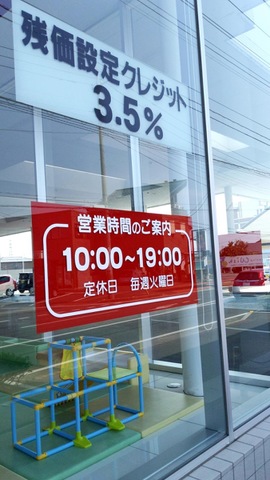 残価設定クレジット
3.5%
営業時間のご案内
10:00~19:00
定休日 毎週火曜日